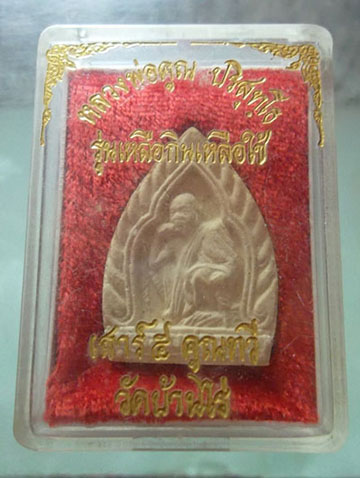 หลวงพ่อคูณ ปริสุทฺโธ
รุ่นเหลือกินเหลือใช้
เสาร์ ๕ คูณทวี
วัดบ้านไร่